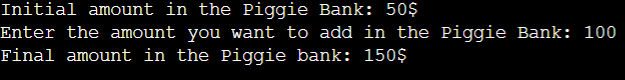 Initial amount in the Piggie Bank: 50$
Enter the amount you want to add in the Piggie Bank: 100
Final amount in the Piggie bank: 150$